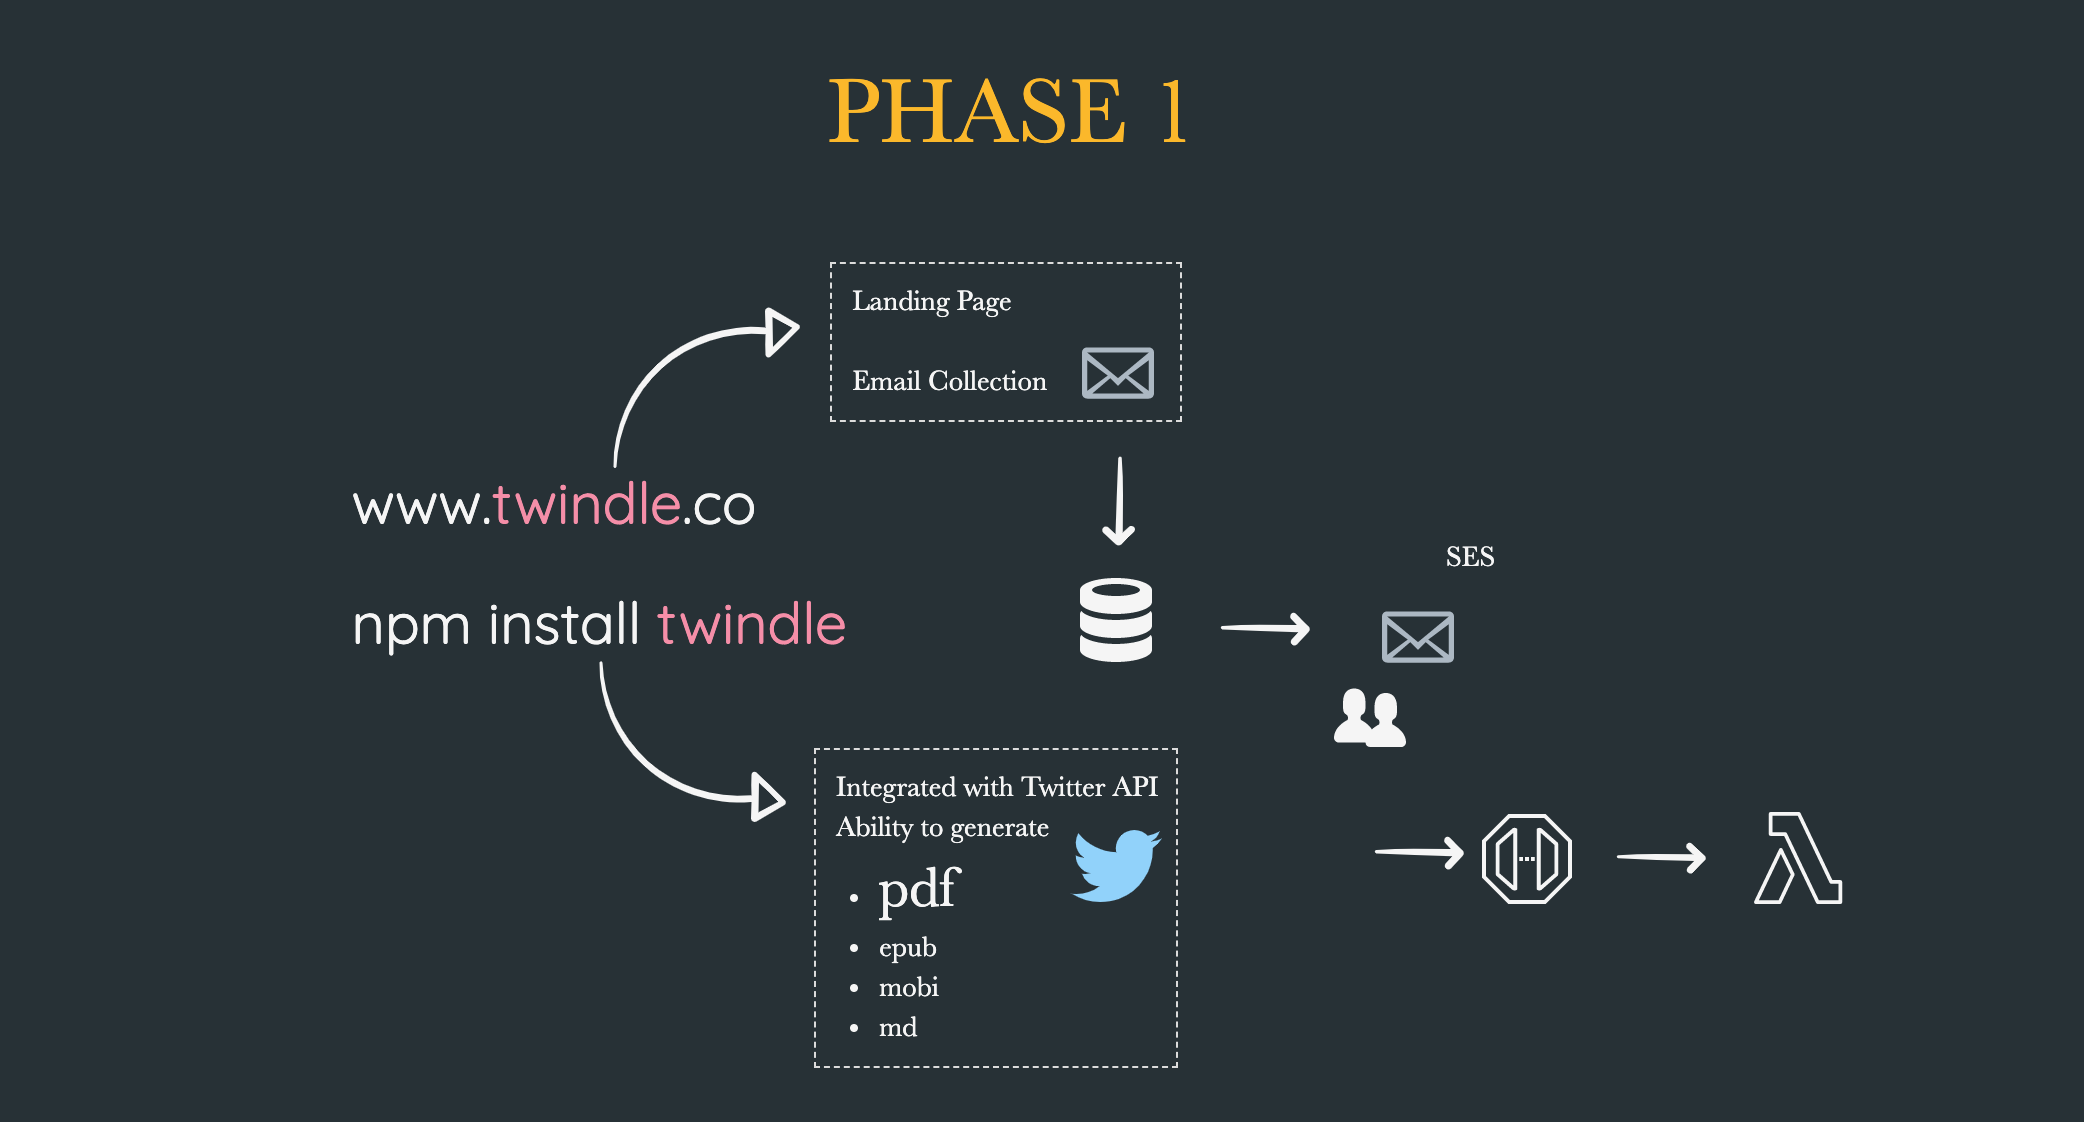 PHASE 1
Landing Page
Email Collection
www.twindle.co
SES
npm install twindle
Integrated with Twitter API
Ability to generate
• pdf
• epub
• mobi
• md